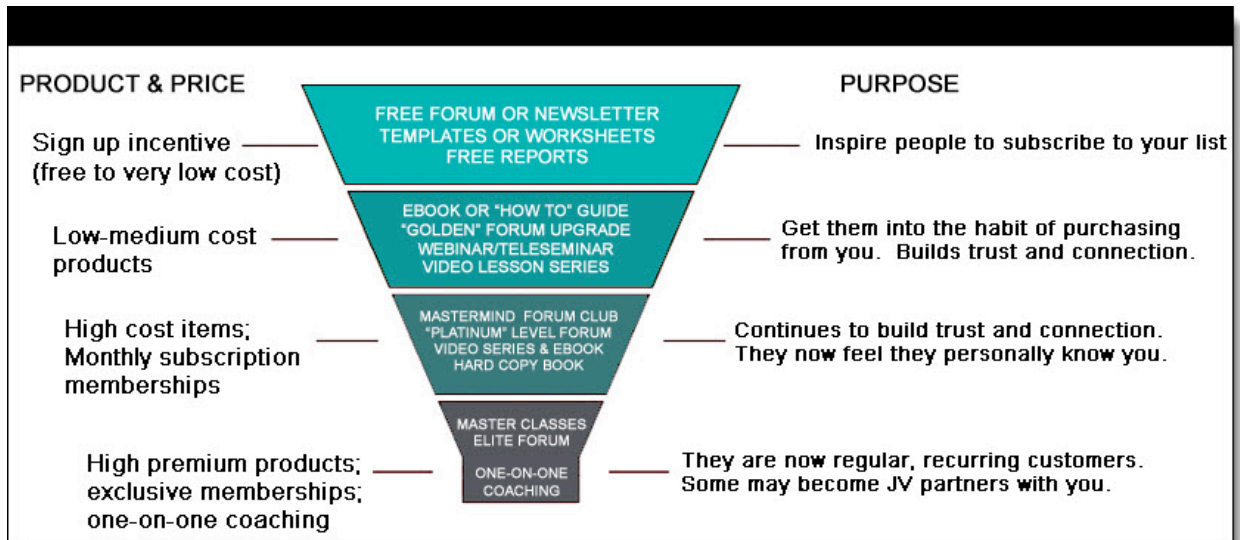 PRODUCT & PRICE
PURPOSE
Sign up incentive
(free to very low cost)
FREE FORUM OR NEWSLETTER
TEMPLATES OR WORKSHEETS
FREE REPORTS
Inspire people to subscribe to your list
Low-medium cost
products
EBOOK OR “HOW TO” GUIDE
“GOLDEN” FORUM UPGRADE
WEBINAR/TELESEMINAR
VIDEO LESSON SERIES
Get them into the habit of purchasing
from you. Builds trust and connection.
High cost items;
Monthly subscription
memberships
MASTERMIND FORUM CLUB
“PLATINUM” LEVEL FORUM
VIDEO SERIES & EBOOK
HARD COPY BOOK
Continues to build trust and connection.
They now feel they personally know you.
High premium products;
exclusive memberships;
one-on-one coaching
MASTER CLASSES
ELITE FORUM
ONE-ON-ONE
COACHING
They are now regular, recurring customers.
Some may become JV partners with you.